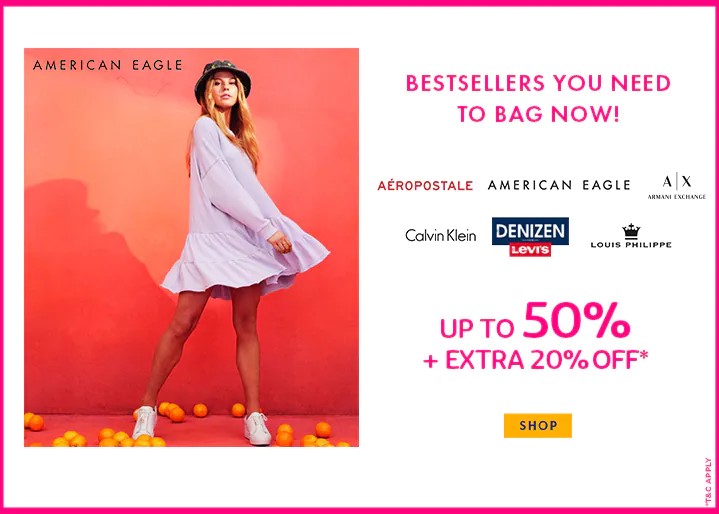 AMERICAN EAGLE
BESTSELLERS YOU NEED
TO BAG NOW!
AÉROPOSTALE AMERICAN EAGLE A|X
ARMANI EXCHANGE
Calvin Klein DENIZEN LOUIS PHILIPPE
Levi's
UP TO 50%
+ EXTRA 20% OFF*
SHOP
*T&C APPLY